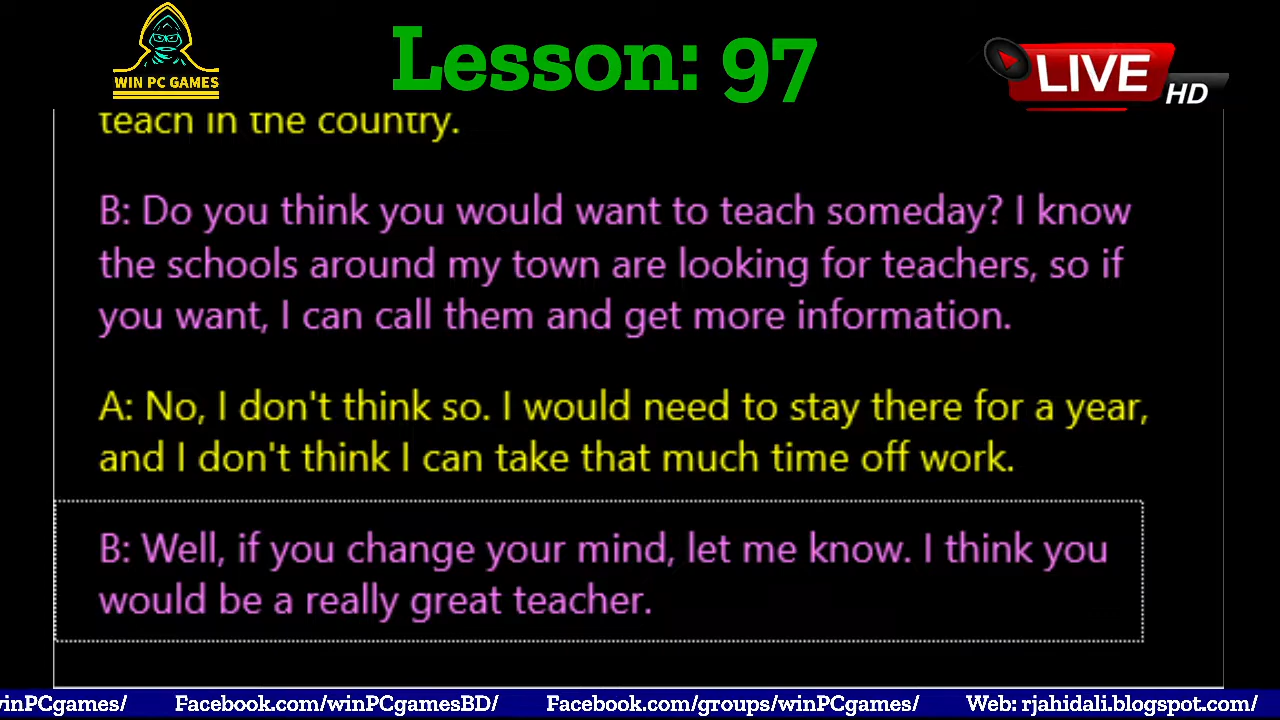 WIN PC GAMES
Lesson: 97
LIVE
HD
teach in the country.
B: Do you think you would want to teach someday? I know
the schools around my town are looking for teachers, so if
you want, I can call them and get more information.
A: No, I don't think so. I would need to stay there for a year,
and I don't think I can take that much time off work.
B: Well, if you change your mind, let me know. I think you
would be a really great teacher.
inPCgames/ Facebook.com/winPCgamesBD/ Facebook.com/groups/winPCgames/ Web: rjahidali.blogspot.com/